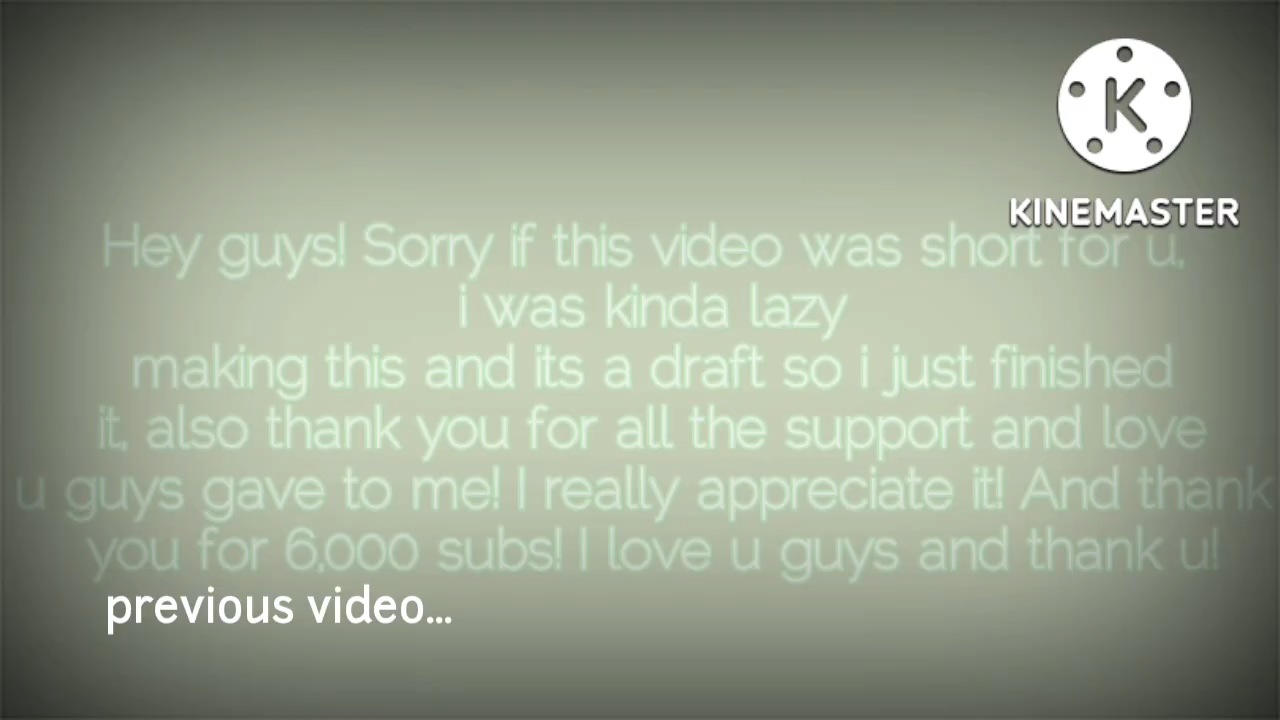 K
KINEMASTER
Hey guys! Sorry if this video was short for u,
i was kinda lazy
making this and its a draft so i just finished
it, also thank you for all the support and love
u guys gave to me! I really appreciate it! And thank
you for 6,000 subs! I love u guys and thank u!
previous video...